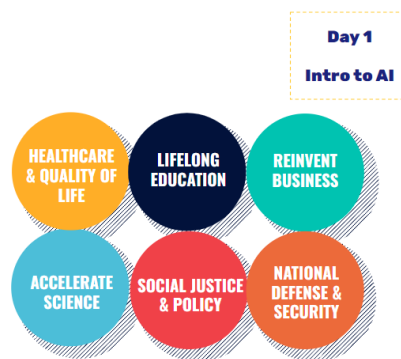 Day 1
Intro to AI
HEALTHCARE
& QUALITY OF
LIFE
LIFELONG
EDUCATION
REINVENT
BUSINESS
ACCELERATE
SCIENCE
SOCIAL JUSTICE
& POLICY
NATIONAL
DEFENSE &
SECURITY